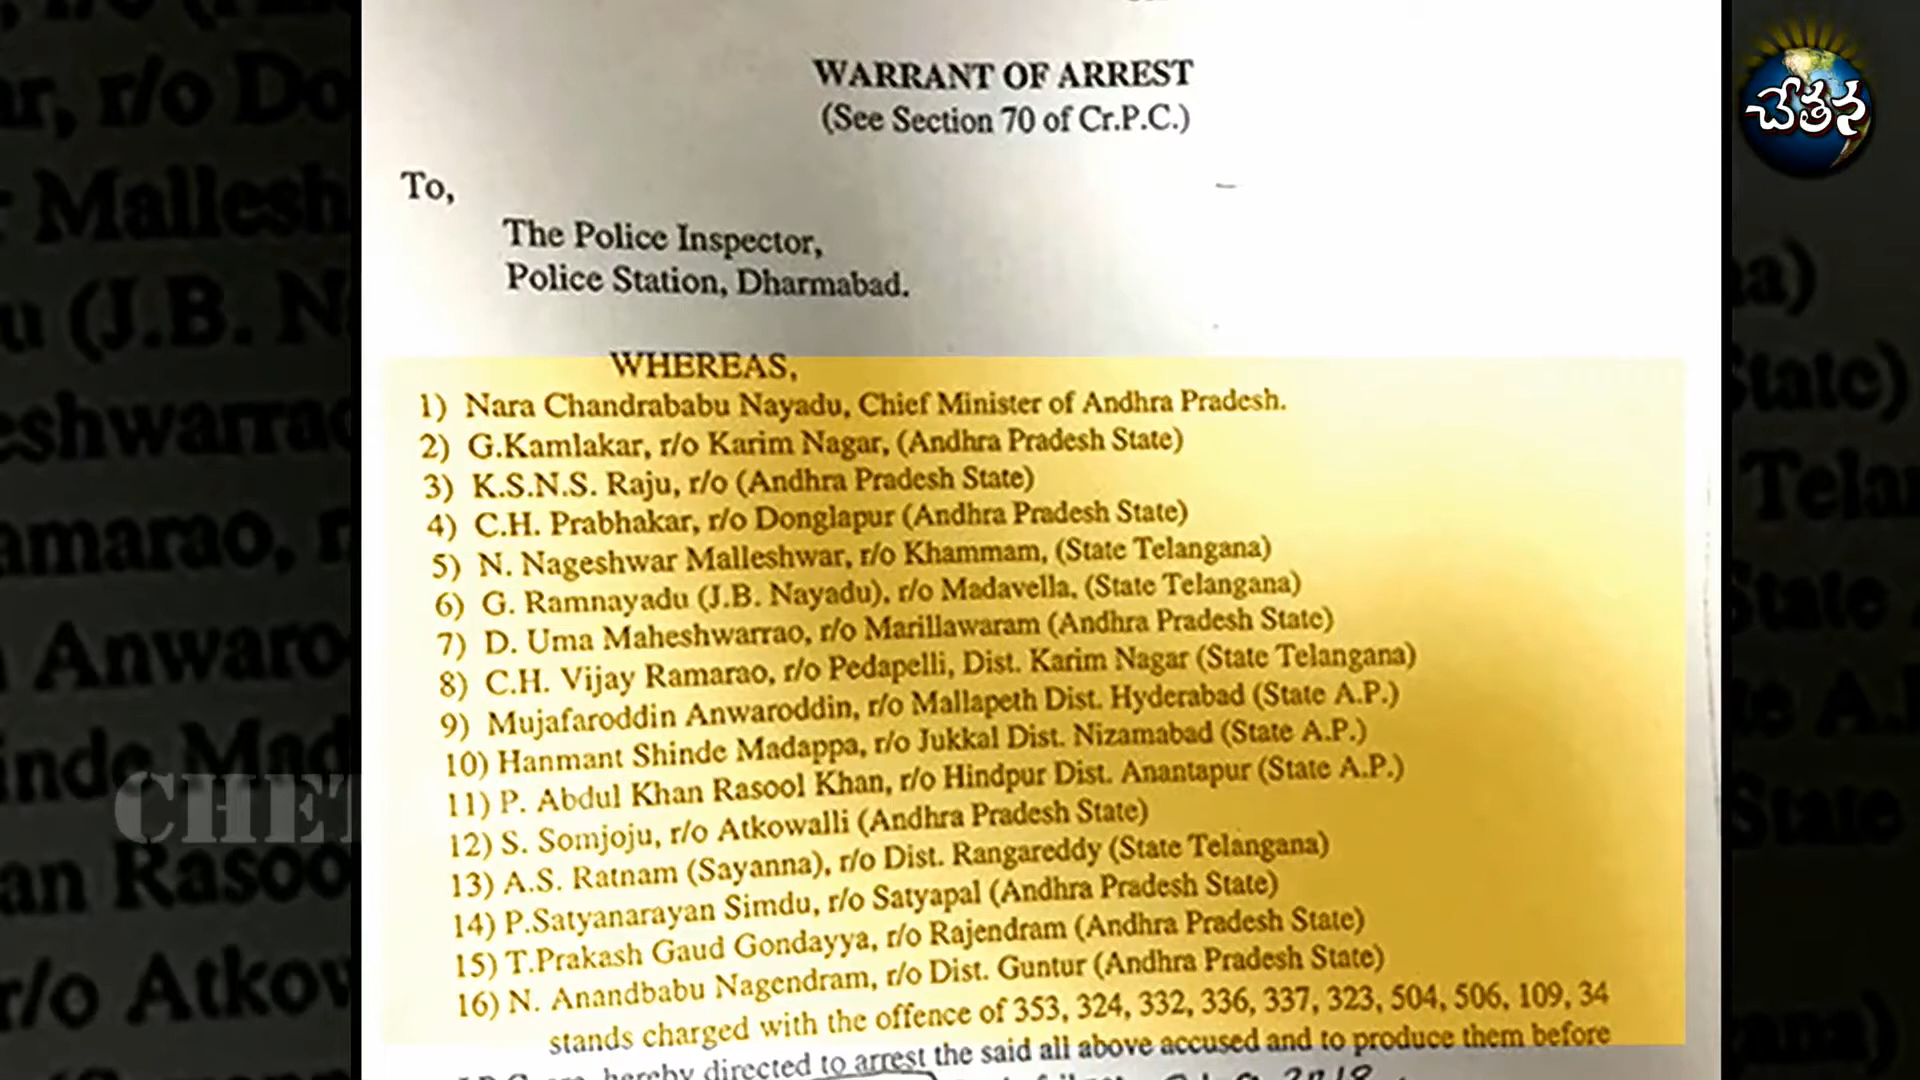 WARRANT OF ARREST
(See Section 70 of Cr.P.C.)
చేతన
To,
The Police Inspector,
Police Station, Dharmabad.
WHEREAS,
1) Nara Chandrababu Nayadu, Chief Minister of Andhra Pradesh.
2) G.Kamlakar, r/o Karim Nagar, (Andhra Pradesh State)
3) K.S.N.S. Raju, r/o (Andhra Pradesh State)
4) C.H. Prabhakar, r/o Donglapur (Andhra Pradesh State)
5) N. Nageshwar Malleshwar, r/o Khammam, (State Telangana)
6) G. Ramnayadu (J.B. Nayadu), r/o Madavella, (State Telangana)
7) D. Uma Maheshwarrao, r/o Marillawaram (Andhra Pradesh State)
8) C.H. Vijay Ramarao, r/o Pedapelli, Dist. Karim Nagar (State Telangana)
9) Mujafaroddin Anwaroddin, r/o Mallapeth Dist. Hyderabad (State A.P.)
10) Hanmant Shinde Madappa, r/o Jukkal Dist. Nizamabad (State A.P.)
11) P. Abdul Khan Rasool Khan, r/o Hindpur Dist. Anantapur (State A.P.)
12) S. Somjoju, r/o Atkowalli (Andhra Pradesh State)
13) A.S. Ratnam (Sayanna), r/o Dist. Rangareddy (State Telangana)
14) P.Satyanarayan Simdu, r/o Satyapal (Andhra Pradesh State)
15) T.Prakash Gaud Gondayya, r/o Rajendram (Andhra Pradesh State)
16) N. Anandbabu Nagendram, r/o Dist. Guntur (Andhra Pradesh State)
stands charged with the offence of 353, 324, 332, 336, 337, 323, 504, 506, 109, 34
hereby directed to arrest the said all above accused and to produce them before